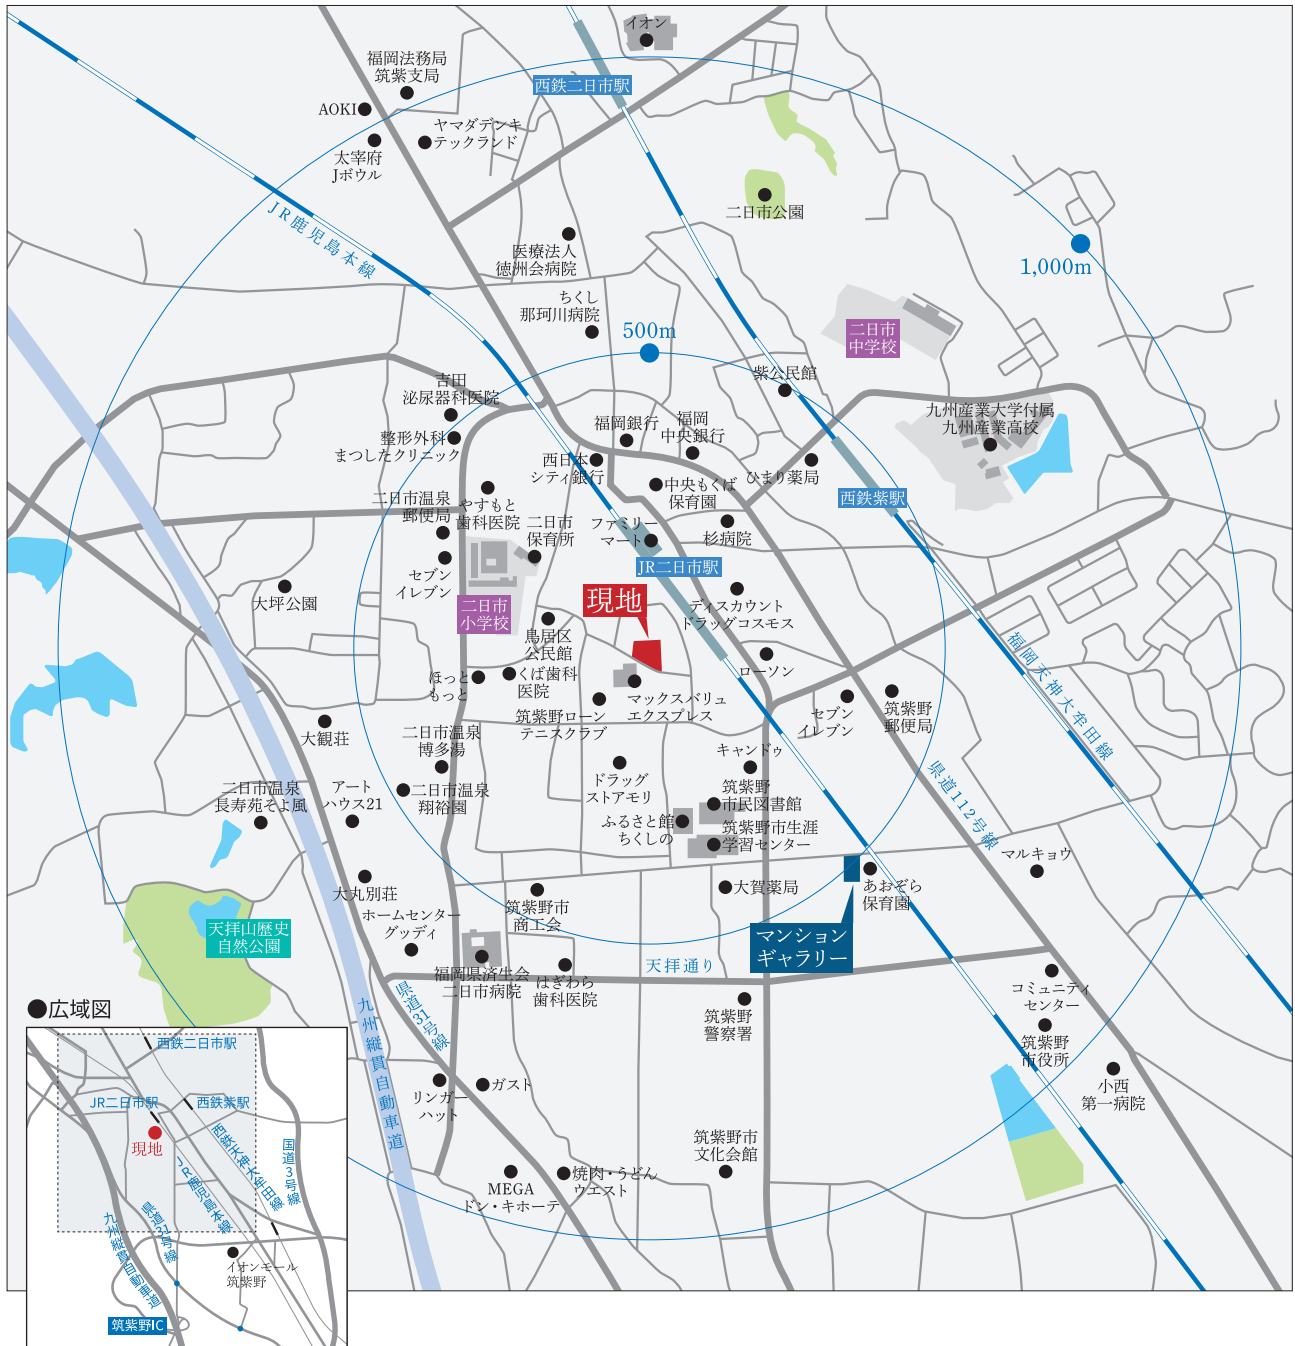 イオン
福岡法務局
筑紫支局
西鉄二日市駅
AOKI
ヤマダデンキ
テックランド
太宰府
Jボウル
二日市公園
JR鹿児島本線
医療法人
徳洲会病院
1,000m
ちくし
那珂川病院
500m
二日市
中学校
紫公民館
吉田
泌尿器科医院
九州産業大学付属
九州産業高校
福岡銀行
福岡
中央銀行
整形外科
まつしたクリニック
西日本
シティ銀行
ひまり薬局
中央もくば
保育園
西鉄紫駅
二日市温泉
郵便局
やすもと
歯科医院
二日市
保育所
ファミリー
マート
杉病院
JR二日市駅
セブン
イレブン
大坪公園
二日市
小学校
現地
ディスカウント
ドラッグコスモス
鳥居区
公民館
福岡天神大牟田線
ほっと
もっと
くば歯科
医院
ローソン
マックスバリュ
エクスプレス
筑紫野ローン
テニスクラブ
セブン
イレブン
筑紫野
郵便局
大観荘
二日市温泉
博多湯
キャンドゥ
県道112号線
ドラッグ
ストアモリ
二日市温泉
長寿苑そよ風
アート
ハウス21
二日市温泉
翔裕園
筑紫野
市民図書館
ふるさと館
ちくしの
筑紫野市生涯
学習センター
マルキョウ
大丸別荘
大賀薬局
あおぞら
保育園
筑紫野市
商工会
ホームセンター
グッディ
天拝山歴史
自然公園
マンション
ギャラリー
天拝通り
福岡県済生会
二日市病院
はぎわら
歯科医院
県道31号線
九州縦貫自動車道
筑紫野
警察署
コミュニティ
センター
筑紫野
市役所
小西
第一病院
リンガー
ハット
ガスト
筑紫野市
文化会館
MEGA
ドン・キホーテ
焼肉・うどん
ウエスト
●広域図
西鉄二日市駅
JR二日市駅
西鉄紫駅
現地
西鉄天神大牟田線
国道3号線
JR鹿児島本線
県道31号線
九州縦貫自動車道
イオンモール
筑紫野
筑紫野IC